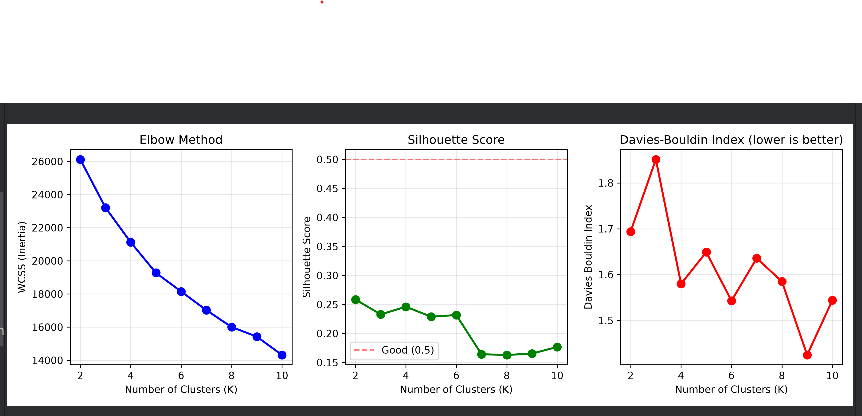 Elbow Method
26000
24000
22000
20000
18000
16000
14000
WCSS (Inertia)
2 4 6 8 10
Number of Clusters (K)
Silhouette Score
0.50
0.45
0.40
0.35
0.30
0.25
0.20
0.15
Silhouette Score
Good (0.5)
2 4 6 8 10
Number of Clusters (K)
Davies-Bouldin Index (lower is better)
1.8
1.7
1.6
1.5
Davies-Bouldin Index
2 4 6 8 10
Number of Clusters (K)